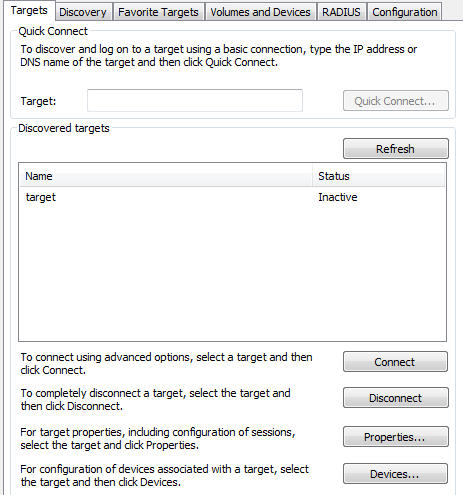 Targets Discovery Favorite Targets Volumes and Devices RADIUS Configuration
Quick Connect
To discover and log on to a target using a basic connection, type the IP address or
DNS name of the target and then click Quick Connect.
Target: Quick Connect...
Discovered targets
Refresh
Name Status
target Inactive
To connect using advanced options, select a target and then
click Connect.
Connect
To completely disconnect a target, select the target and
then click Disconnect.
Disconnect
For target properties, including configuration of sessions,
select the target and click Properties.
Properties...
For configuration of devices associated with a target, select
the target and then click Devices.
Devices...